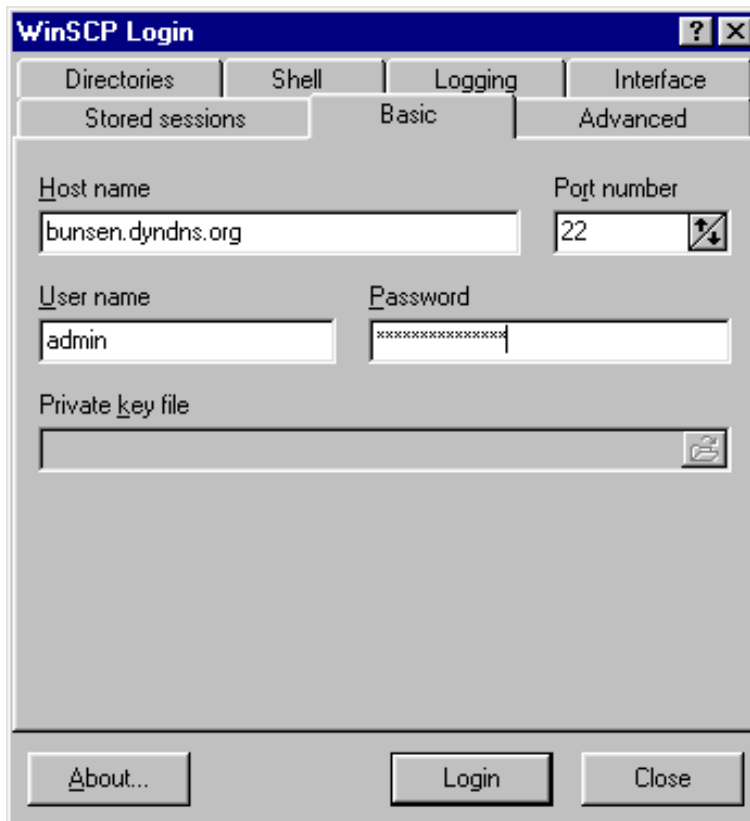 WinSCP Login
Directories Shell Logging Interface
Stored sessions Basic Advanced
Host name Port number
bunsen.dyndns.org 22
User name Password
admin ***************
Private key file
About... Login Close